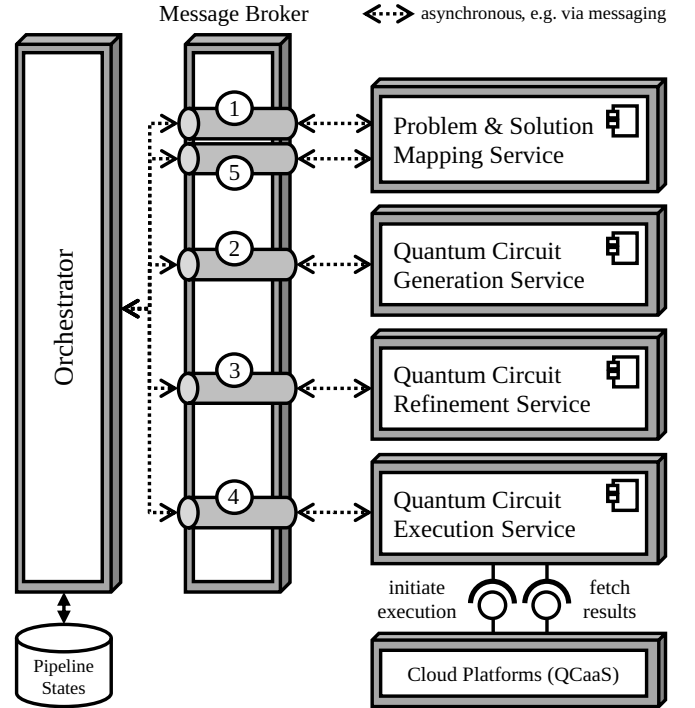 Message Broker
asynchronous, e.g. via messaging
1
Problem & Solution
Mapping Service
5
2
Quantum Circuit
Generation Service
Orchestrator
3
Quantum Circuit
Refinement Service
4
Quantum Circuit
Execution Service
initiate
execution
fetch
results
Pipeline
States
Cloud Platforms (QCaaS)